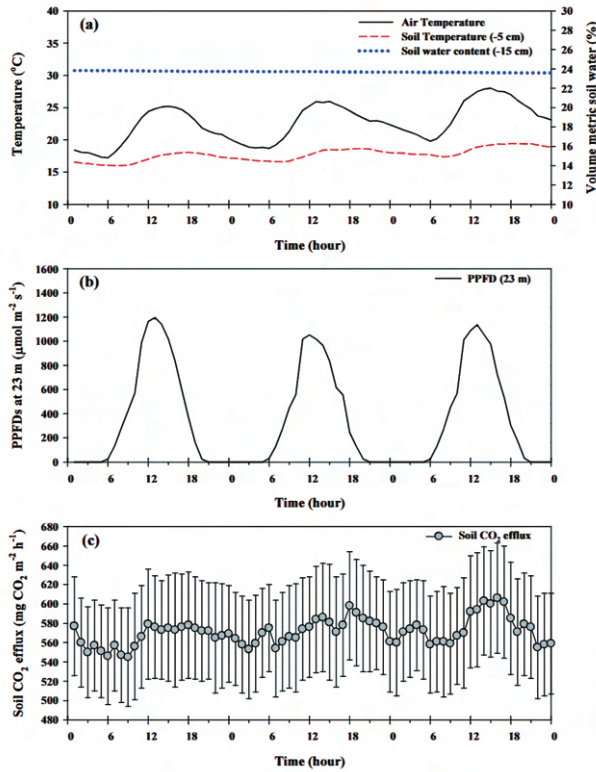 (a)
Air Temperature
Soil Temperature (-5 cm)
Soil water content (-15 cm)
Temperature (°C)
40
35
30
25
20
15
10
Volume metric soil water (%)
30
28
26
24
22
20
18
16
14
12
10
0 6 12 18 0 6 12 18 0 6 12 18 0
Time (hour)
(b)
PPFD (23 m)
PPFDs at 23 m (μmol m⁻² s⁻¹)
1600
1400
1200
1000
800
600
400
200
0
0 6 12 18 0 6 12 18 0 6 12 18 0
Time (hour)
(c)
Soil CO₂ efflux
Soil CO₂ efflux (mg CO₂ m⁻² h⁻¹)
680
660
640
620
600
580
560
540
520
500
480
0 6 12 18 0 6 12 18 0 6 12 18 0
Time (hour)